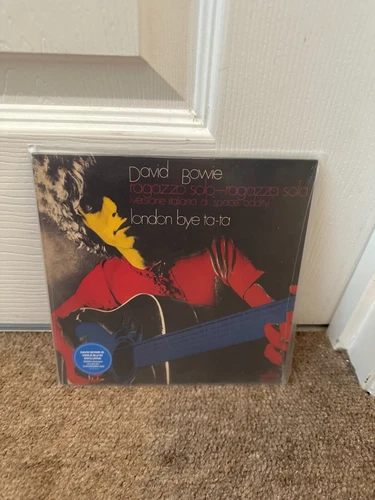 David Bowie
ragazzo solo-ragazza sola
versione italiana di space oddity
london bye ta-ta